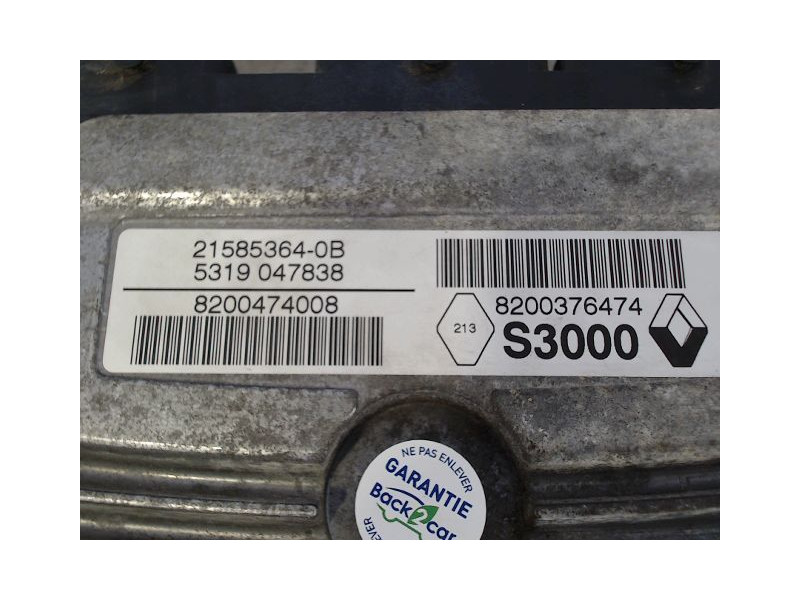 21585364-0B
5319 047838
8200474008
8200376474
213
S3000
NE PAS ENLEVER
GARANTIE
Back2car